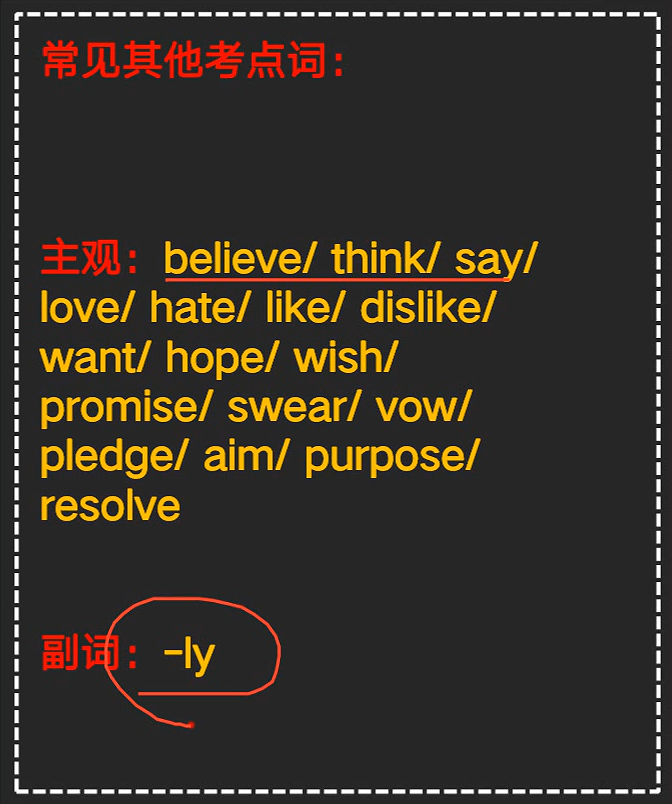 常见其他考点词：
主观：believe/ think/ say/
love/ hate/ like/ dislike/
want/ hope/ wish/
promise/ swear/ vow/
pledge/ aim/ purpose/
resolve
副词：-ly